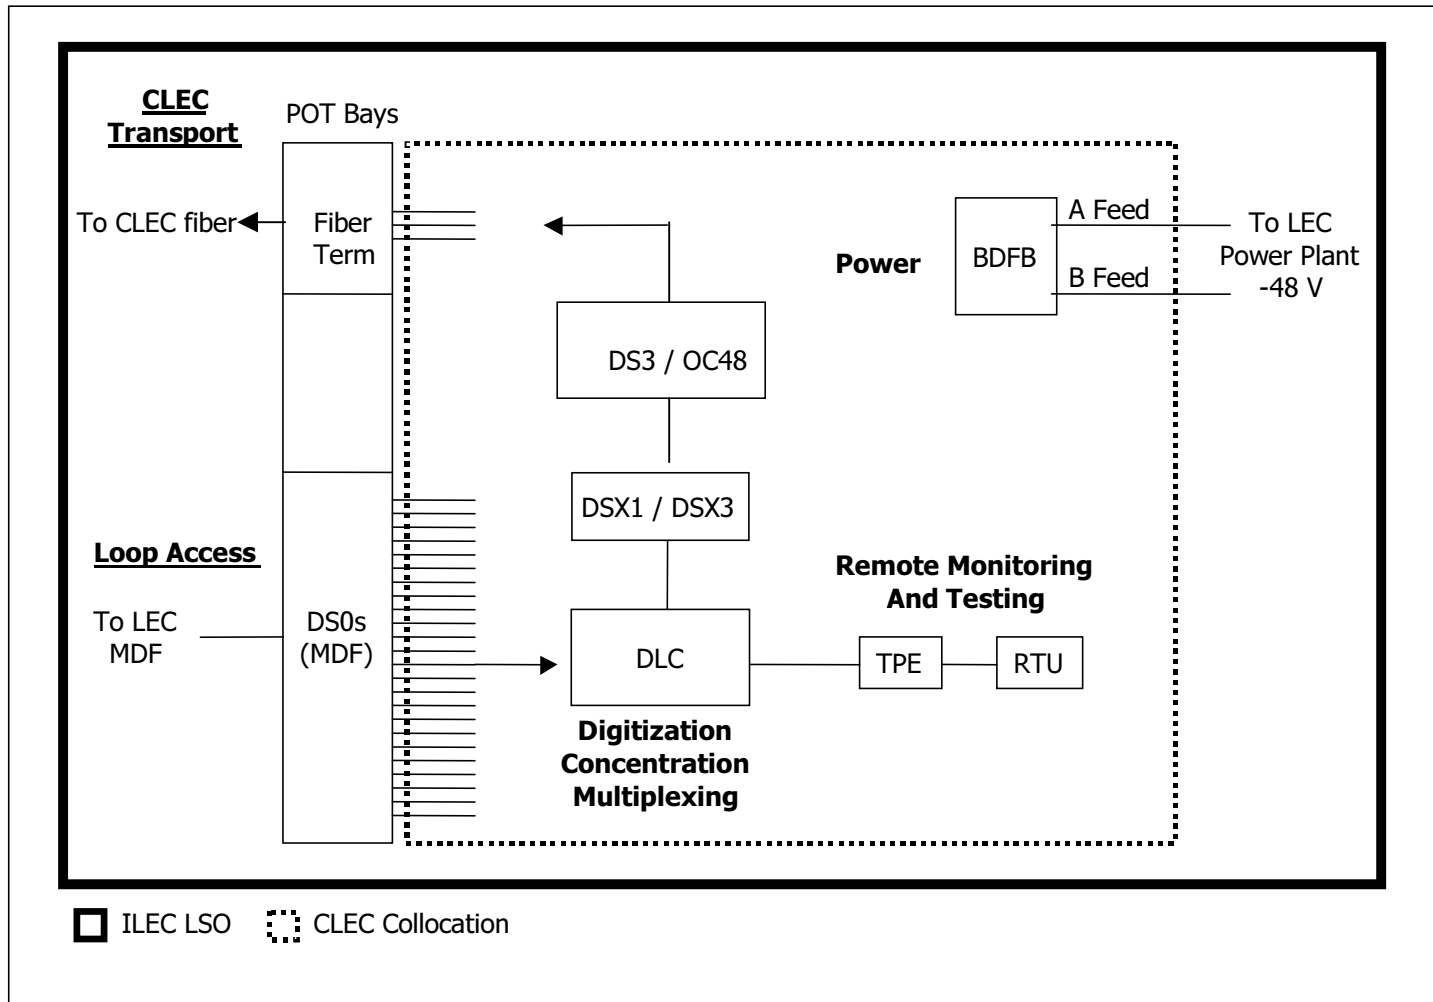 CLEC
Transport
POT Bays
To CLEC fiber
Fiber
Term
A Feed
B Feed
BDFB
Power
To LEC
Power Plant
-48 V
DS3 / OC48
DSX1 / DSX3
Loop Access
To LEC
MDF
DS0s
(MDF)
DLC
Digitization
Concentration
Multiplexing
Remote Monitoring
And Testing
TPE
RTU
ILEC LSO
CLEC Collocation